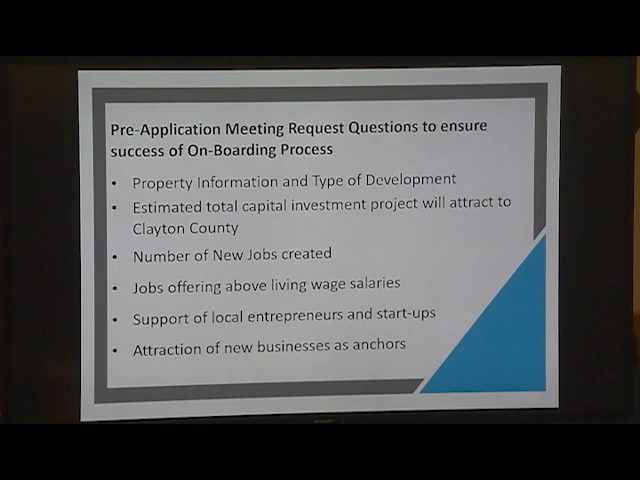 Pre-Application Meeting Request Questions to ensure
success of On-Boarding Process
• Property Information and Type of Development
• Estimated total capital investment project will attract to
Clayton County
• Number of New Jobs created
• Jobs offering above living wage salaries
• Support of local entrepreneurs and start-ups
• Attraction of new businesses as anchors